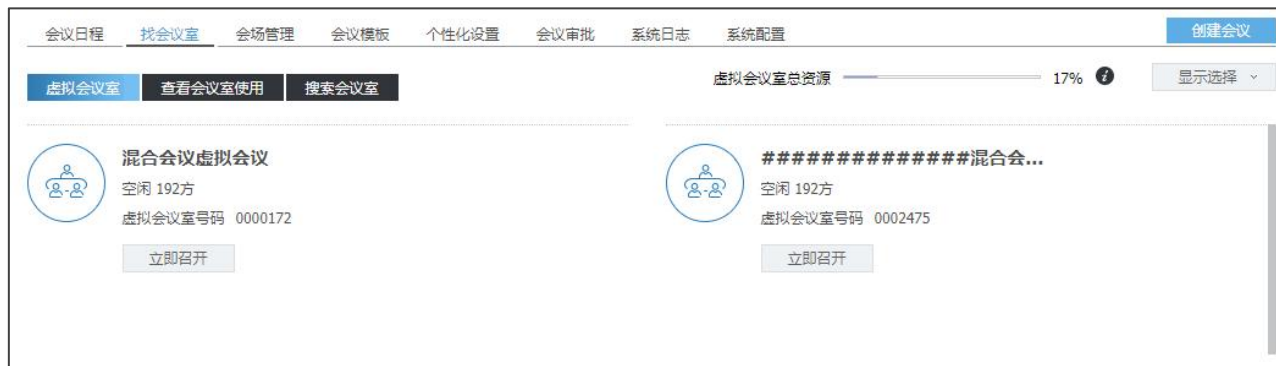 会议日程 找会议室 会场管理 会议模板 个性化设置 会议审批 系统日志 系统配置 创建会议
虚拟会议室 查看会议室使用 搜索会议室 虚拟会议室总资源 17% i 显示选择
混合会议虚拟会议
空闲 192方
虚拟会议室号码 0000172
立即召开
##############混合会...
空闲 192方
虚拟会议室号码 0002475
立即召开